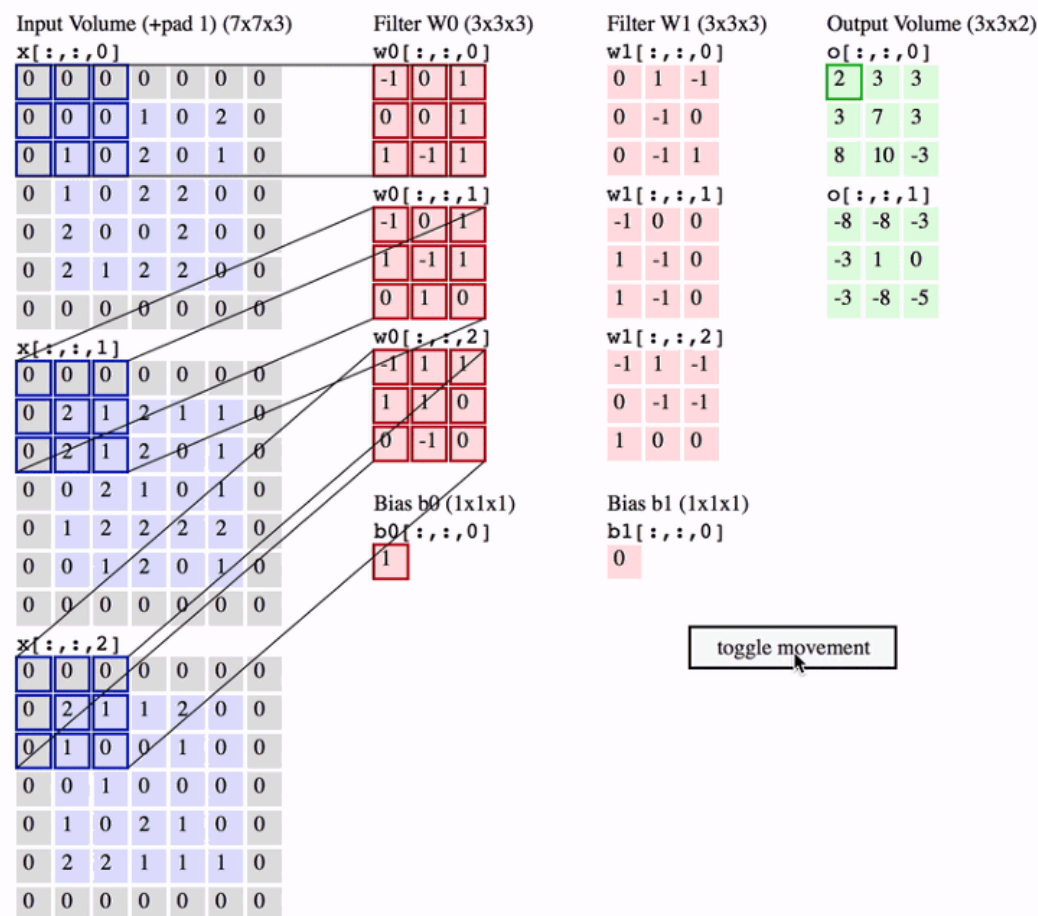 Input Volume (+pad 1) (7x7x3) Filter W0 (3x3x3) Filter W1 (3x3x3) Output Volume (3x3x2)
x[:,:,0] w0[:,:,0] w1[:,:,0] o[:,:,0]
0 0 0 0 0 0 0 -1 0 1 0 1 -1 2 3 3
0 0 0 1 0 2 0 0 0 1 0 -1 0 3 7 3
0 1 0 2 0 1 0 1 -1 1 0 -1 1 8 10 -3
0 1 0 2 2 0 0 w0[:,:,1] w1[:,:,1] o[:,:,1]
0 2 0 0 2 0 0 -1 0 1 -1 0 0 -8 -8 -3
0 2 1 2 2 0 0 1 -1 1 1 -1 0 -3 1 0
0 0 0 0 0 0 0 0 1 0 1 -1 0 -3 -8 -5
x[:,:,1] w0[:,:,2] w1[:,:,2]
0 0 0 0 0 0 0 -1 1 1 -1 1 -1
0 2 1 2 1 1 0 1 1 0 0 -1 -1
0 2 1 2 0 1 0 0 -1 0 1 0 0
0 0 2 1 0 1 0 Bias b0 (1x1x1) Bias b1 (1x1x1)
0 1 2 2 2 2 0 b0[:,:,0] b1[:,:,0]
0 0 1 2 0 1 0 1 0
0 0 0 0 0 0 0
x[:,:,2] toggle movement
0 0 0 0 0 0 0
0 2 1 1 2 0 0
0 1 0 0 1 0 0
0 0 1 0 0 0 0
0 1 0 2 1 0 0
0 2 2 1 1 1 0
0 0 0 0 0 0 0